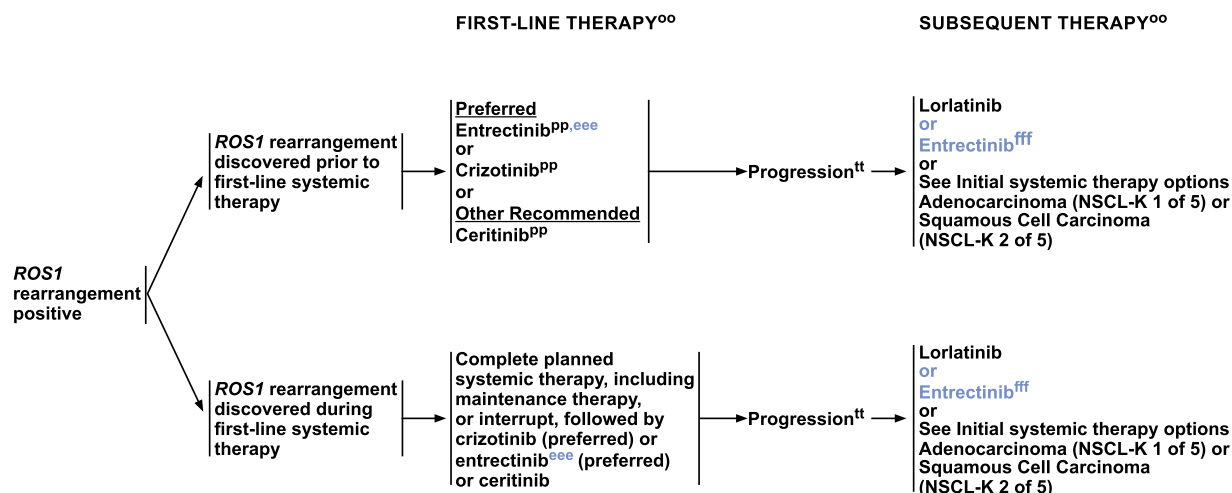 FIRST-LINE THERAPYoo
SUBSEQUENT THERAPYoo
ROS1
rearrangement
positive
ROS1 rearrangement
discovered prior to
first-line systemic
therapy
Preferred
Entrectinibpp,eee
or
Crizotinibpp
or
Other Recommended
Ceritinibpp
Progressiontt
Lorlatinib
or
Entrectinibfff
or
See Initial systemic therapy options
Adenocarcinoma (NSCL-K 1 of 5) or
Squamous Cell Carcinoma
(NSCL-K 2 of 5)
ROS1 rearrangement
discovered during
first-line systemic
therapy
Complete planned
systemic therapy, including
maintenance therapy,
or interrupt, followed by
crizotinib (preferred) or
entrectinibeee (preferred)
or ceritinib
Progressiontt
Lorlatinib
or
Entrectinibfff
or
See Initial systemic therapy options
Adenocarcinoma (NSCL-K 1 of 5) or
Squamous Cell Carcinoma
(NSCL-K 2 of 5)